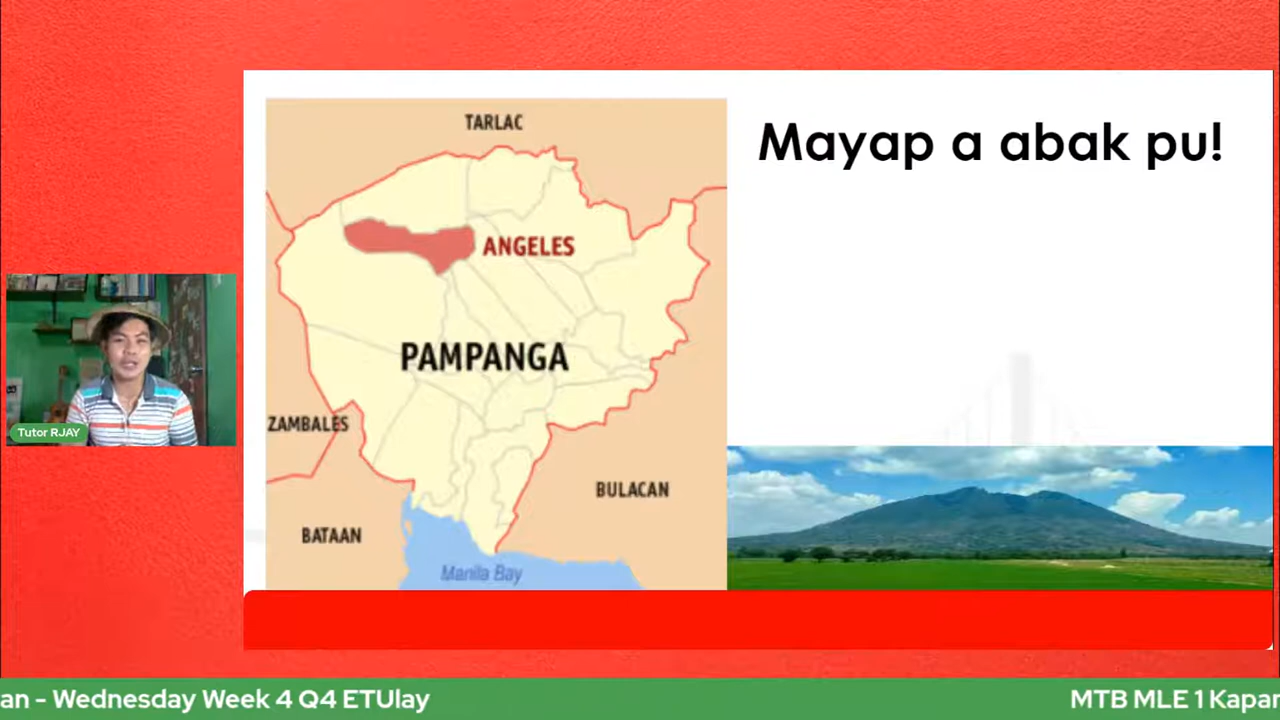 TARLAC
Mayap a abak pu!
ANGELES
PAMPANGA
ZAMBALES
Tutor RJAY
BULACAN
BATAAN
Manila Bay
an - Wednesday Week 4 Q4 ETUlay
MTB MLE 1 Kapar